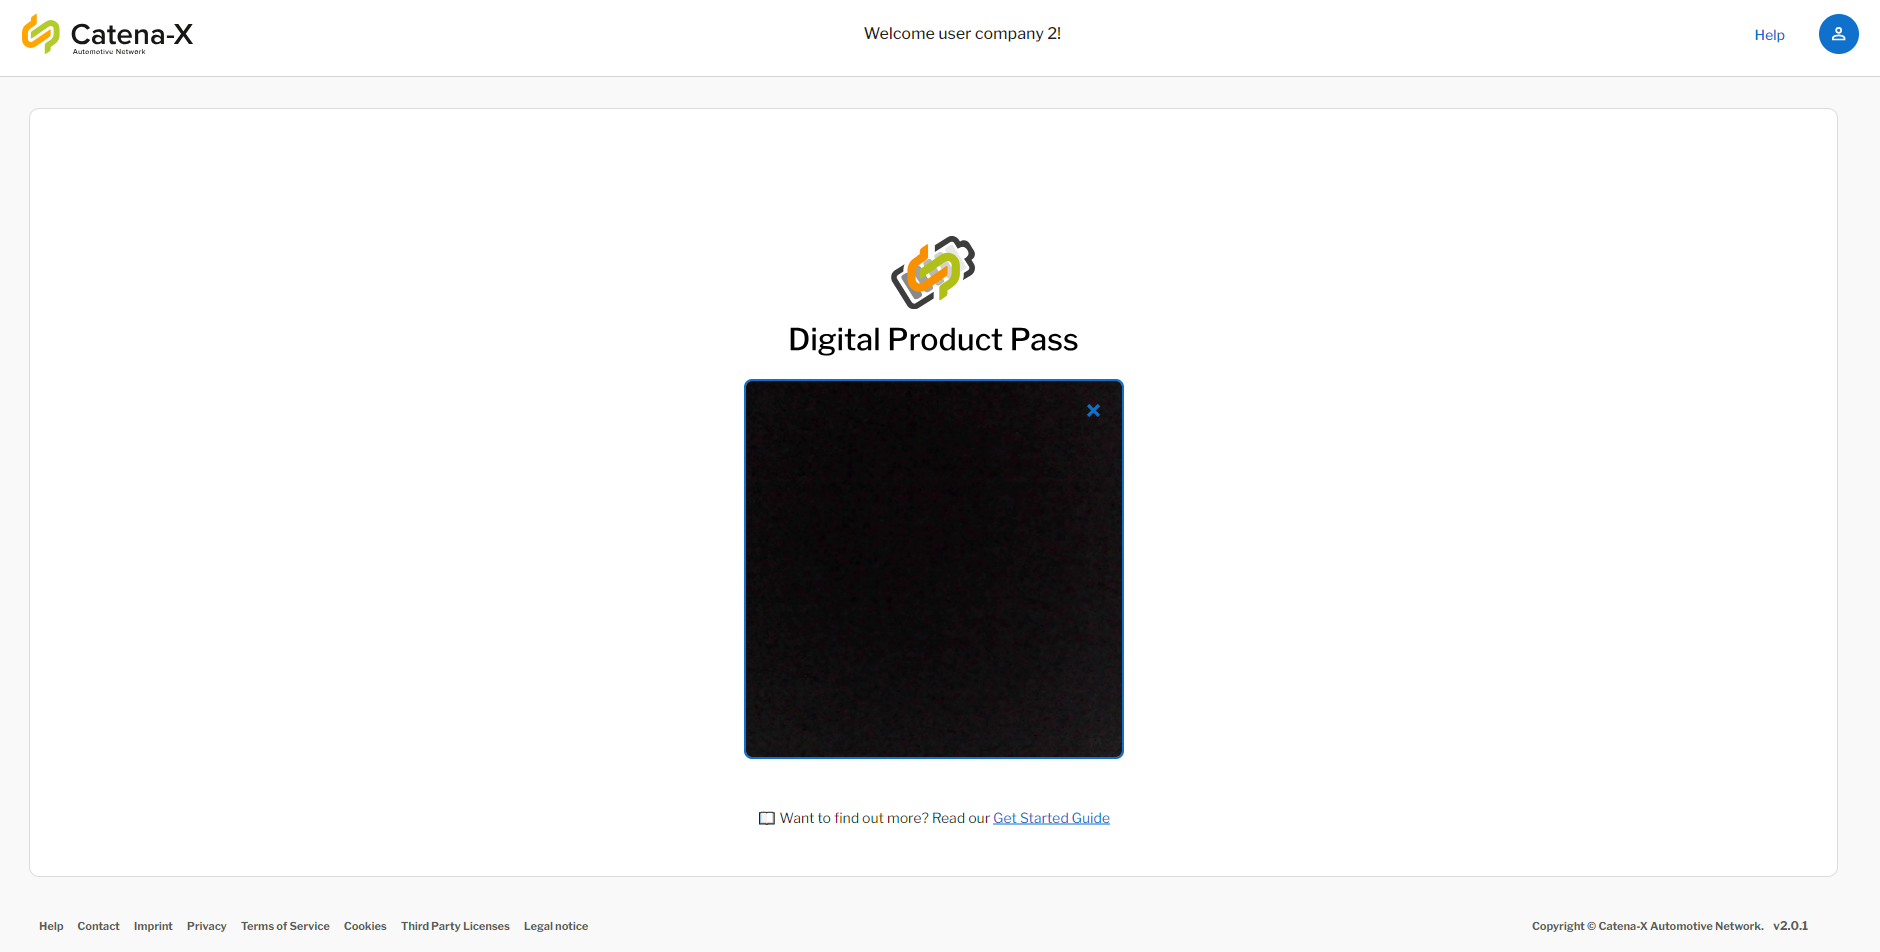 Catena-X
Automotive Network
Welcome user company 2!
Help
Digital Product Pass
Want to find out more? Read our Get Started Guide
Help Contact Imprint Privacy Terms of Service Cookies Third Party Licenses Legal notice
Copyright © Catena-X Automotive Network. v2.0.1